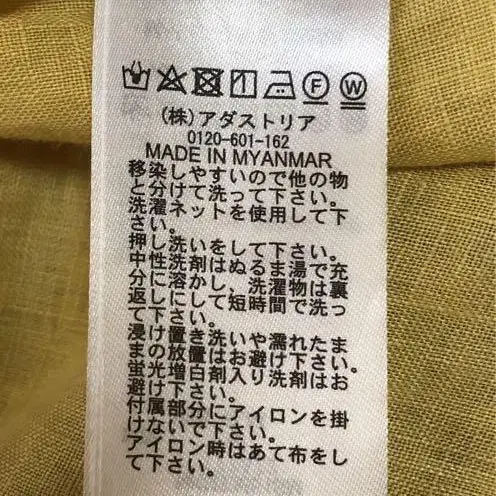 F W
(株)アダストリア
0120-601-162
MADE IN MYANMAR
移染しやすいので他の物
と分けて洗って下さい。
洗濯ネットを使用して下
さい。
押し洗いをして下さい。
中性洗剤はぬるま湯で充
分に溶かし、洗濯物は裏
返しにして短時間で洗っ
て下さい。
浸け置き洗いや濡れたま
まの放置はお避け下さい。
蛍光増白剤入り洗剤はお
避け下さい。
付属部分にアイロンを掛
けないで下さい。
アイロン時はあて布をし
て下さい。